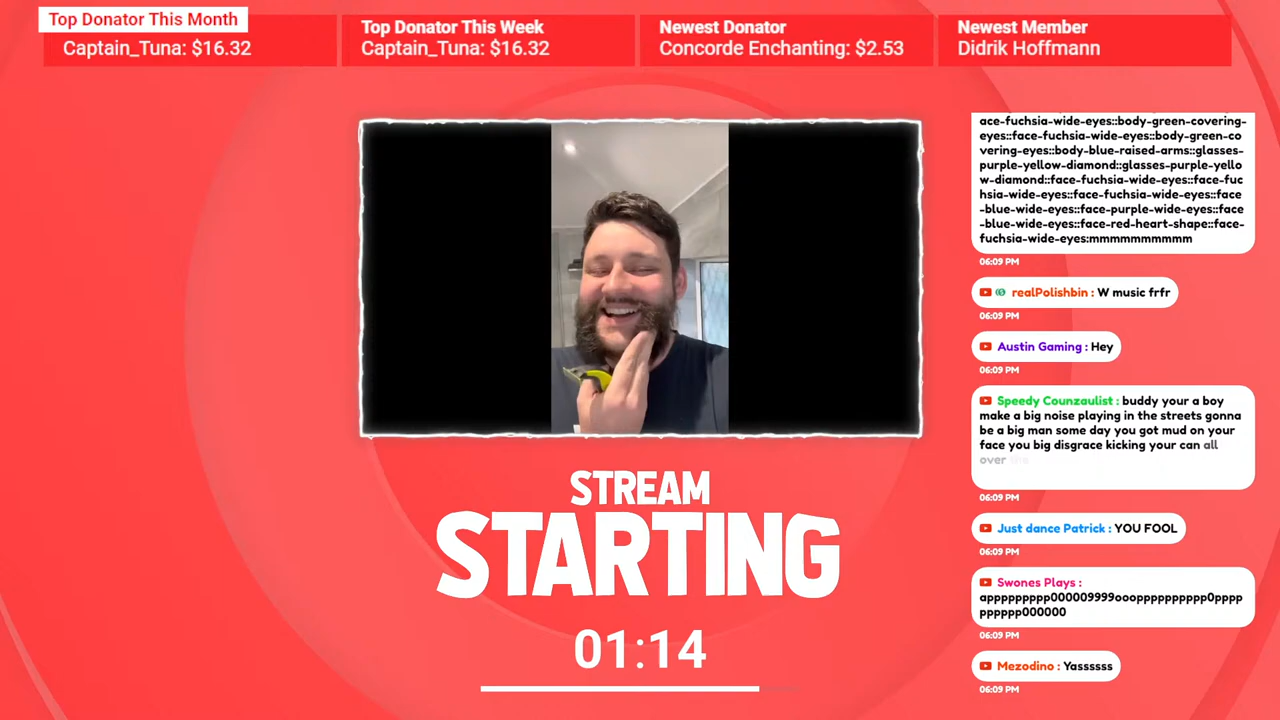 Top Donator This Month
Captain_Tuna: $16.32
Top Donator This Week
Captain_Tuna: $16.32
Newest Donator
Concorde Enchanting: $2.53
Newest Member
Didrik Hoffmann
STREAM
STARTING
01:14
ace-fuchsia-wide-eyes::body-green-covering-
eyes::face-fuchsia-wide-eyes::body-green-co
vering-eyes::body-blue-raised-arms::glasses-
purple-yellow-diamond::glasses-purple-yello
w-diamond::face-fuchsia-wide-eyes::face-fuc
hsia-wide-eyes::face-fuchsia-wide-eyes::face
-blue-wide-eyes::face-purple-wide-eyes::face
-blue-wide-eyes::face-red-heart-shape::face-
fuchsia-wide-eyes:mmmmmmmmmm
06:09 PM
realPolishbin : W music frfr
06:09 PM
Austin Gaming : Hey
06:09 PM
Speedy Counzaulist : buddy your a boy
make a big noise playing in the streets gonna
be a big man some day you got mud on your
face you big disgrace kicking your can all
over the
06:09 PM
Just dance Patrick : YOU FOOL
06:09 PM
Swones Plays :
appppppppp000009999oooppppppppppp0pppp
pppppp000000
06:09 PM
Mezodino : Yassssss
06:09 PM